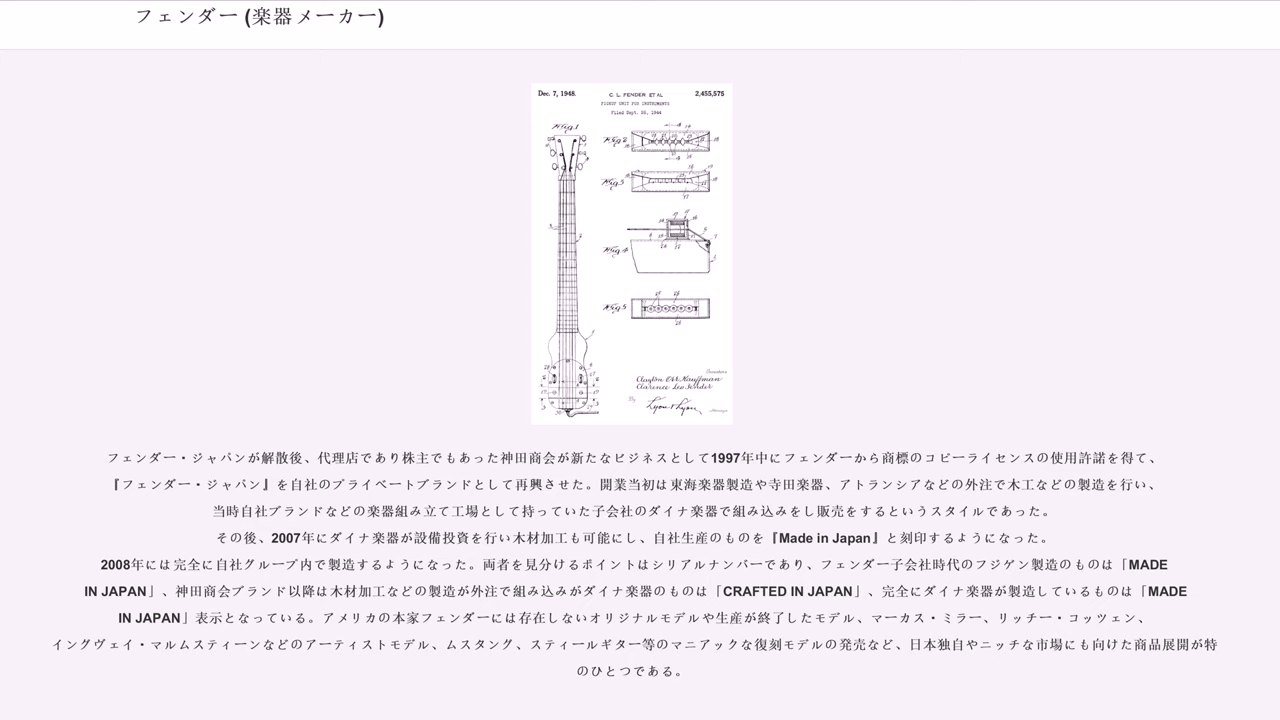 フェンダー (楽器メーカー)
Dec. 7, 1948.
C. L. FENDER ET AL
2,455,575
PICKUP UNIT FOR INSTRUMENTS
Filed Sept. 26, 1944
Fig.1
Fig.2
Fig.3
Fig.4
Fig.5
Inventors
Clayton Orr Kauffman
Clarence Leo Fender
By
Lyon & Lyon
Attorneys
フェンダー・ジャパンが解散後、代理店であり株主でもあった神田商会が新たなビジネスとして1997年中にフェンダーから商標のコピーライセンスの使用許諾を得て、
『フェンダー・ジャパン』を自社のプライベートブランドとして再興させた。開業当初は東海楽器製造や寺田楽器、アトランシアなどの外注で木工などの製造を行い、
当時自社ブランドなどの楽器組み立て工場として持っていた子会社のダイナ楽器で組み込みをし販売をするというスタイルであった。
その後、2007年にダイナ楽器が設備投資を行い木材加工も可能にし、自社生産のものを『Made in Japan』と刻印するようになった。
2008年には完全に自社グループ内で製造するようになった。両者を見分けるポイントはシリアルナンバーであり、フェンダー子会社時代のフジゲン製造のものは「MADE
IN JAPAN」、神田商会ブランド以降は木材加工などの製造が外注で組み込みがダイナ楽器のものは「CRAFTED IN JAPAN」、完全にダイナ楽器が製造しているものは「MADE
IN JAPAN」表示となっている。アメリカの本家フェンダーには存在しないオリジナルモデルや生産が終了したモデル、マーカス・ミラー、リッチー・コッツェン、
イングヴェイ・マルムスティーンなどのアーティストモデル、ムスタング、スティールギター等のマニアックな復刻モデルの発売など、日本独自やニッチな市場にも向けた商品展開が特
のひとつである。